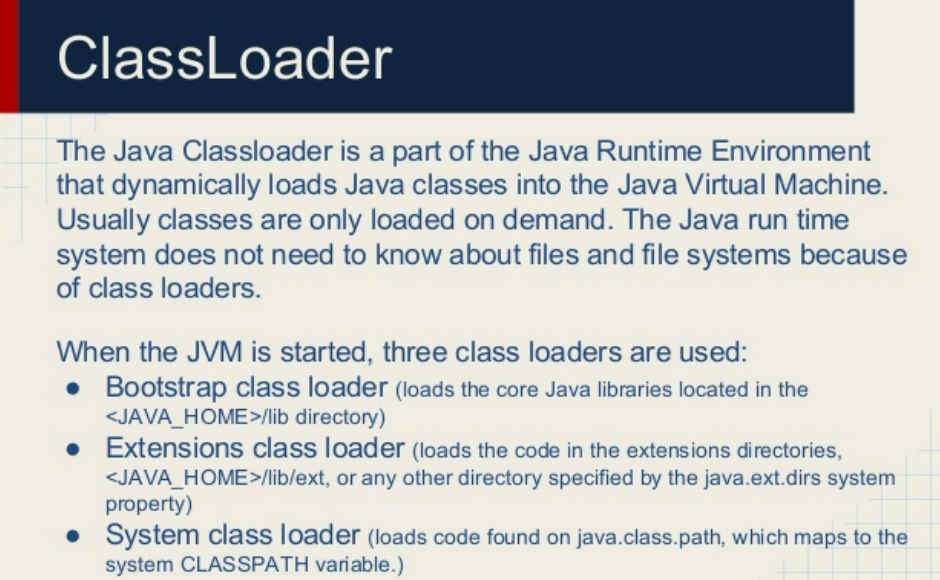 ClassLoader
The Java Classloader is a part of the Java Runtime Environment
that dynamically loads Java classes into the Java Virtual Machine.
Usually classes are only loaded on demand. The Java run time
system does not need to know about files and file systems because
of class loaders.
When the JVM is started, three class loaders are used:
● Bootstrap class loader (loads the core Java libraries located in the
<JAVA_HOME>/lib directory)
● Extensions class loader (loads the code in the extensions directories,
<JAVA_HOME>/lib/ext, or any other directory specified by the java.ext.dirs system
property)
● System class loader (loads code found on java.class.path, which maps to the
system CLASSPATH variable.)